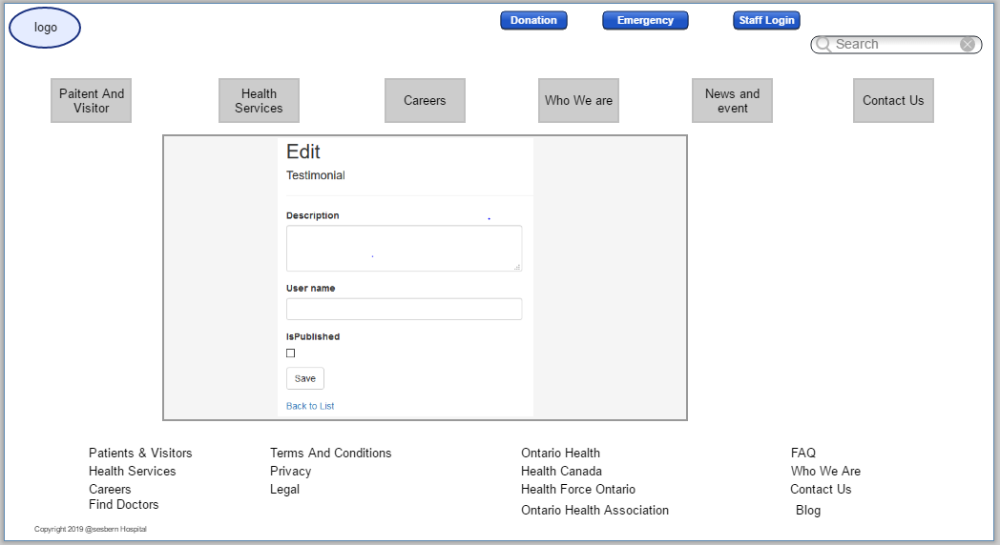 logo
Donation
Emergency
Staff Login
Search
Paitent And
Visitor
Health
Services
Careers
Who We are
News and
event
Contact Us
Edit
Testimonial
Description
User name
IsPublished
Save
Back to List
Patients & Visitors
Health Services
Careers
Find Doctors
Terms And Conditions
Privacy
Legal
Ontario Health
Health Canada
Health Force Ontario
Ontario Health Association
FAQ
Who We Are
Contact Us
Blog
Copyright 2019 @sesbern Hospital